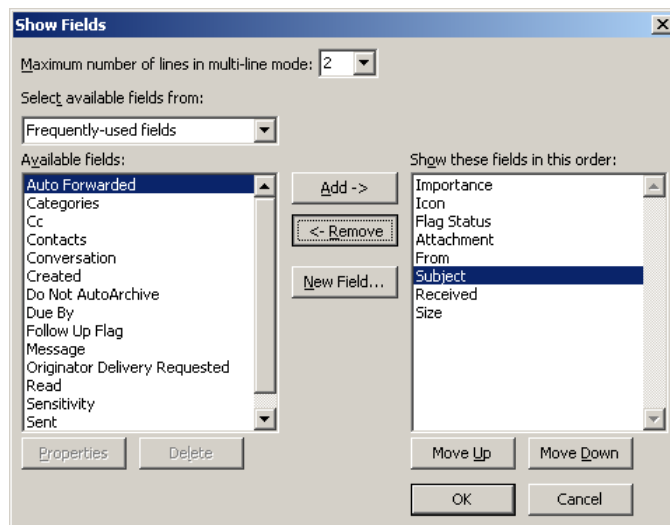 Show Fields
Maximum number of lines in multi-line mode: 2
Select available fields from:
Frequently-used fields
Available fields:
Auto Forwarded
Categories
Cc
Contacts
Conversation
Created
Do Not AutoArchive
Due By
Follow Up Flag
Message
Originator Delivery Requested
Read
Sensitivity
Sent
Properties
Delete
Add ->
<- Remove
New Field...
Show these fields in this order:
Importance
Icon
Flag Status
Attachment
From
Subject
Received
Size
Move Up
Move Down
OK
Cancel